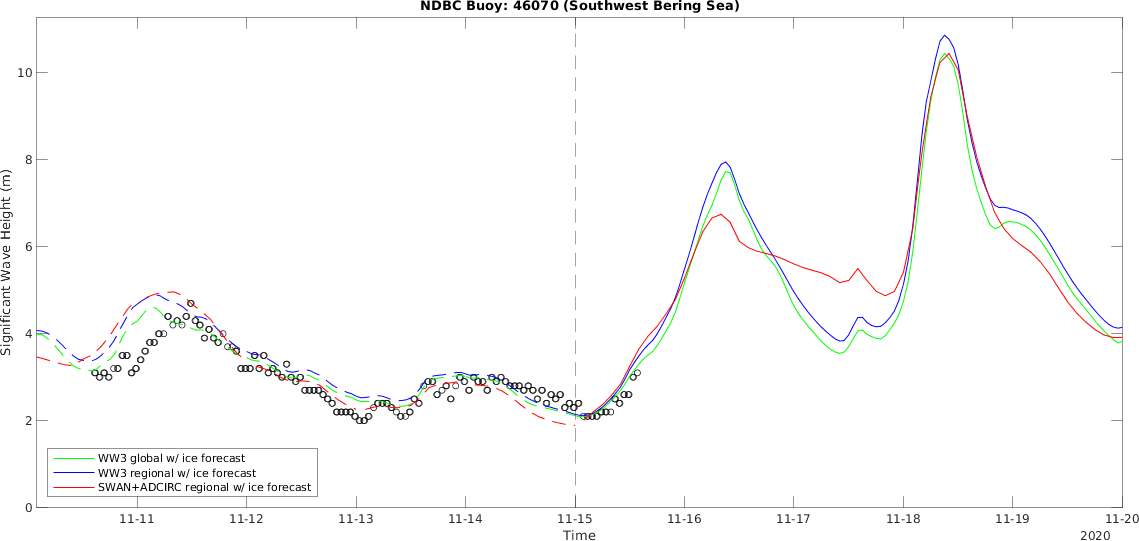 NDBC Buoy: 46070 (Southwest Bering Sea)
Significant Wave Height (m)
10
8
6
4
2
0
WW3 global w/ ice forecast
WW3 regional w/ ice forecast
SWAN+ADCIRC regional w/ ice forecast
11-11 11-12 11-13 11-14 11-15 11-16 11-17 11-18 11-19 11-20
Time
2020